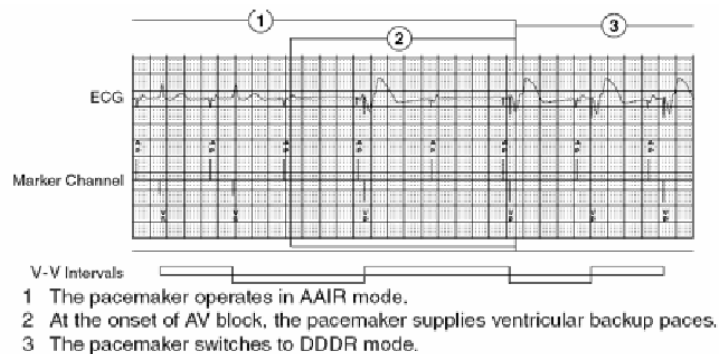 1
2
3
ECG
A P A P A P A P A P A P A P A P
Marker Channel
V S V S V P V P V P V P
V-V Intervals
1 The pacemaker operates in AAIR mode.
2 At the onset of AV block, the pacemaker supplies ventricular backup paces.
3 The pacemaker switches to DDDR mode.